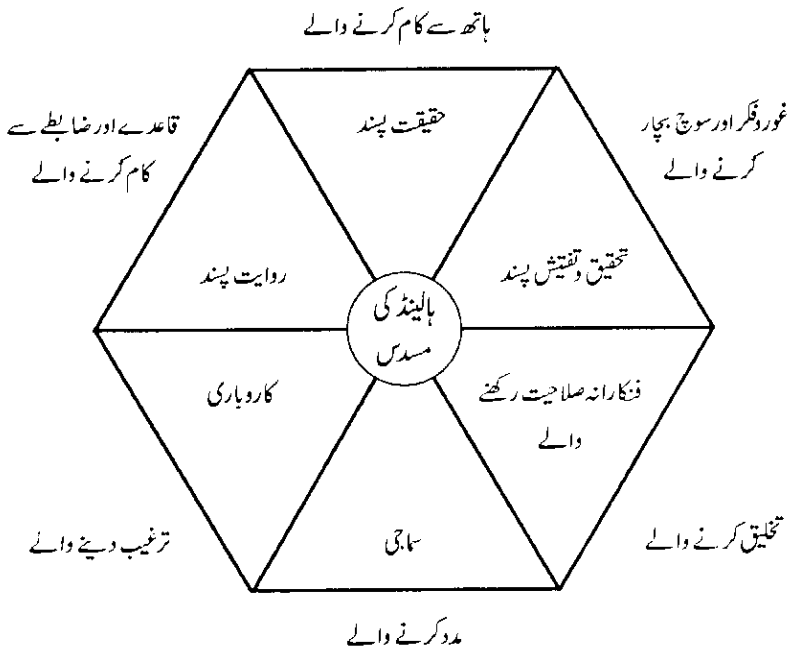 ہاتھ سے کام کرنے والے
حقیقت پسند
غور و فکر اور سوچ بچار
کرنے والے
تحقیق و تفتیش پسند
فنکارانہ صلاحیت رکھنے
والے
تخلیق کرنے والے
سماجی
مدد کرنے والے
کاروباری
ترغیب دینے والے
روایت پسند
قاعدے اور ضابطے سے
کام کرنے والے
ہالینڈ کی
مسدس